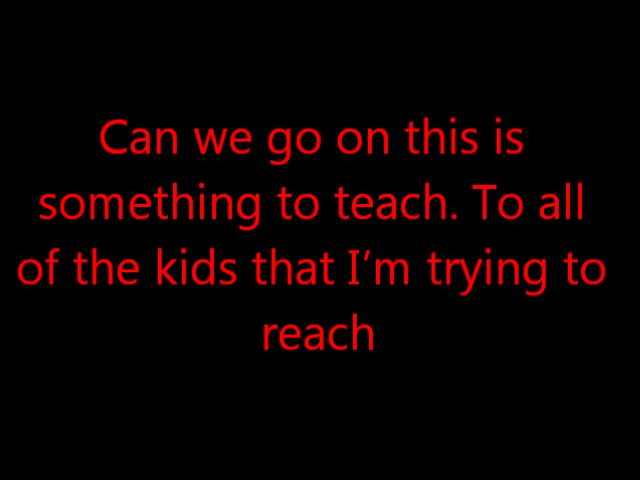 Can we go on this is
something to teach. To all
of the kids that I’m trying to
reach